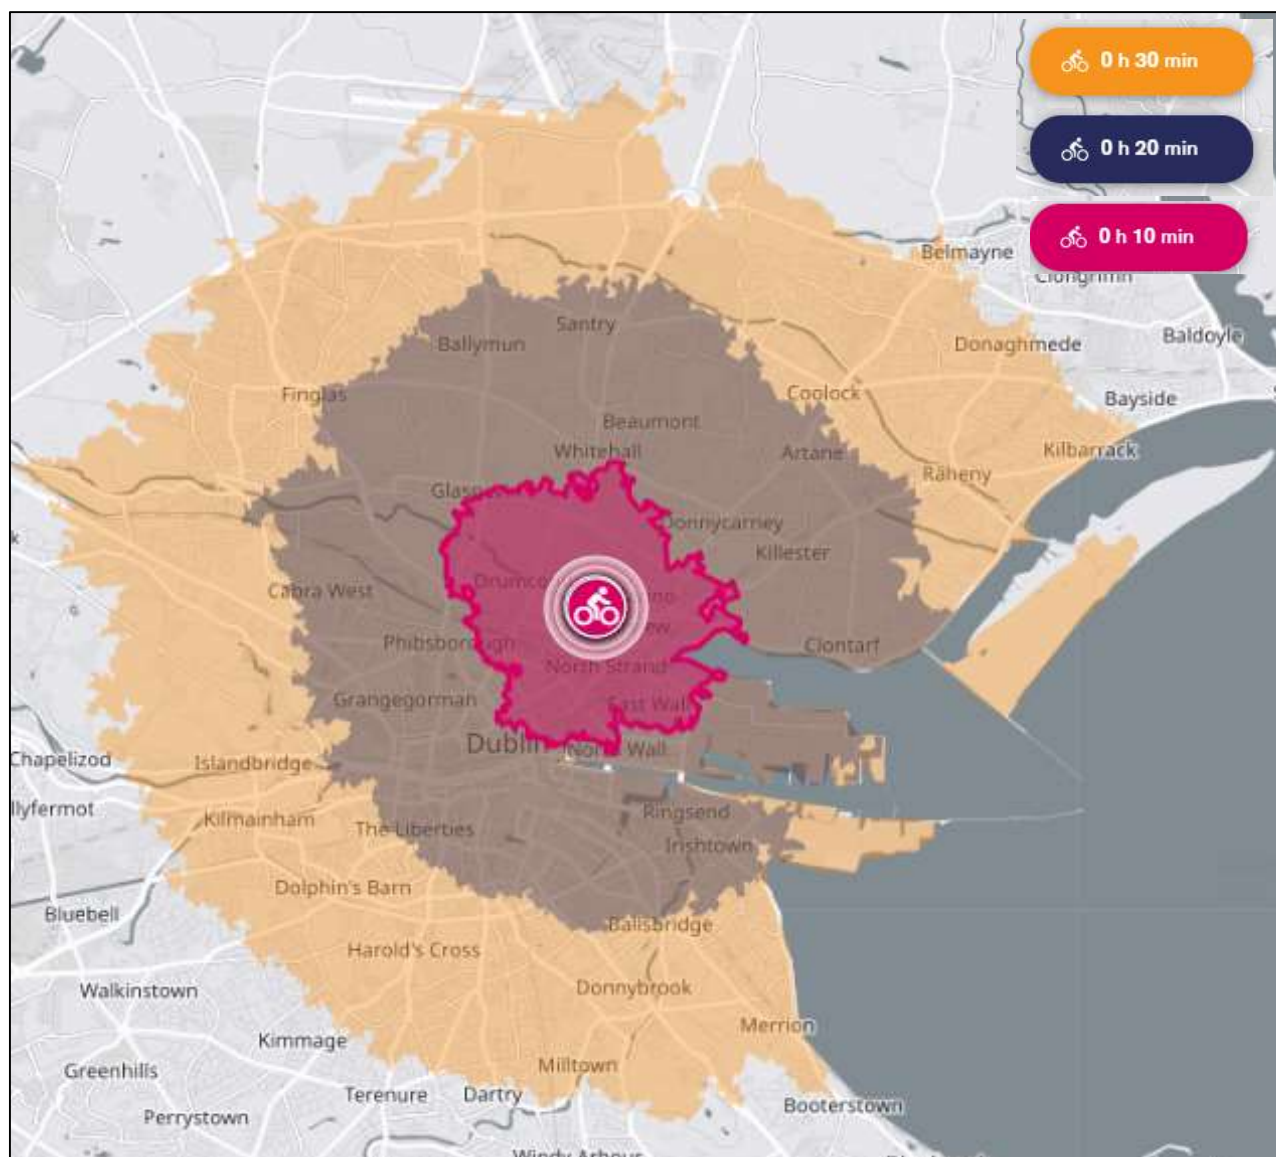 0 h 30 min
0 h 20 min
0 h 10 min
Belmayne
Clongriffin
Santry
Ballymun
Donaghmede
Baldoyle
Finglas
Coolock
Bayside
Beaumont
Whitehall
Artane
Kilbarrack
Raheny
Donnycarney
Killester
Cabra West
Phibsborough
Clontarf
North Strand
Grangegorman
East Wall
Dublin
North Wall
Chapelizod
Islandbridge
llyfermot
Kilmainham
The Liberties
Ringsend
Irishtown
Dolphin's Barn
Bluebell
Ballsbridge
Harold's Cross
Walkinstown
Donnybrook
Merrion
Kimmage
Greenhills
Milltown
Terenure
Dartry
Booterstown
Perrystown